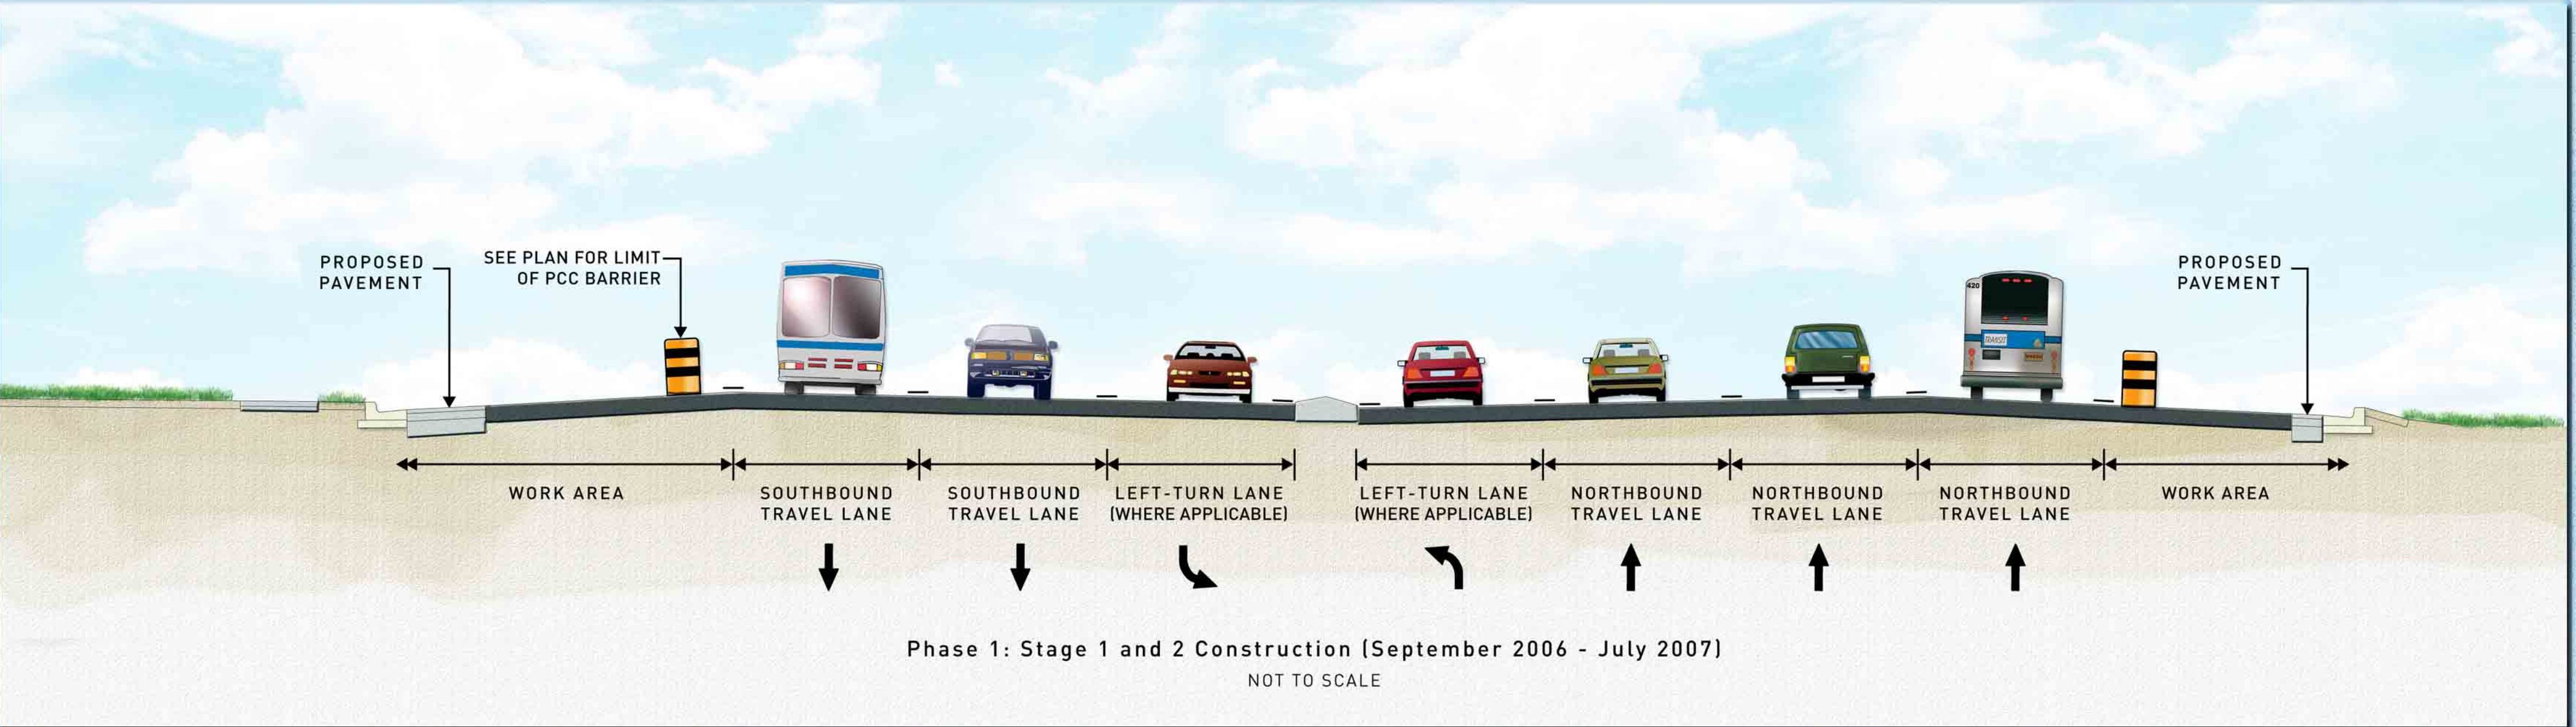 PROPOSED
PAVEMENT
SEE PLAN FOR LIMIT
OF PCC BARRIER
420
TRANSIT
PROPOSED
PAVEMENT
WORK AREA
SOUTHBOUND
TRAVEL LANE
SOUTHBOUND
TRAVEL LANE
LEFT-TURN LANE
(WHERE APPLICABLE)
LEFT-TURN LANE
(WHERE APPLICABLE)
NORTHBOUND
TRAVEL LANE
NORTHBOUND
TRAVEL LANE
NORTHBOUND
TRAVEL LANE
WORK AREA
Phase 1: Stage 1 and 2 Construction (September 2006 - July 2007)
NOT TO SCALE